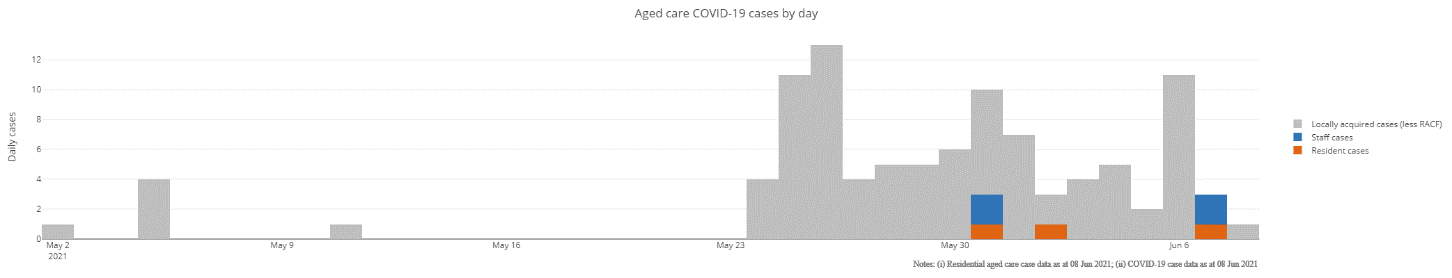 Aged care COVID-19 cases by day
Daily cases
12
10
8
6
4
2
0
May 2
2021
May 9
May 16
May 23
May 30
Jun 6
Locally acquired cases (less RACF)
Staff cases
Resident cases
Notes: (i) Residential aged care case data as at 08 Jun 2021; (ii) COVID-19 case data as at 08 Jun 2021